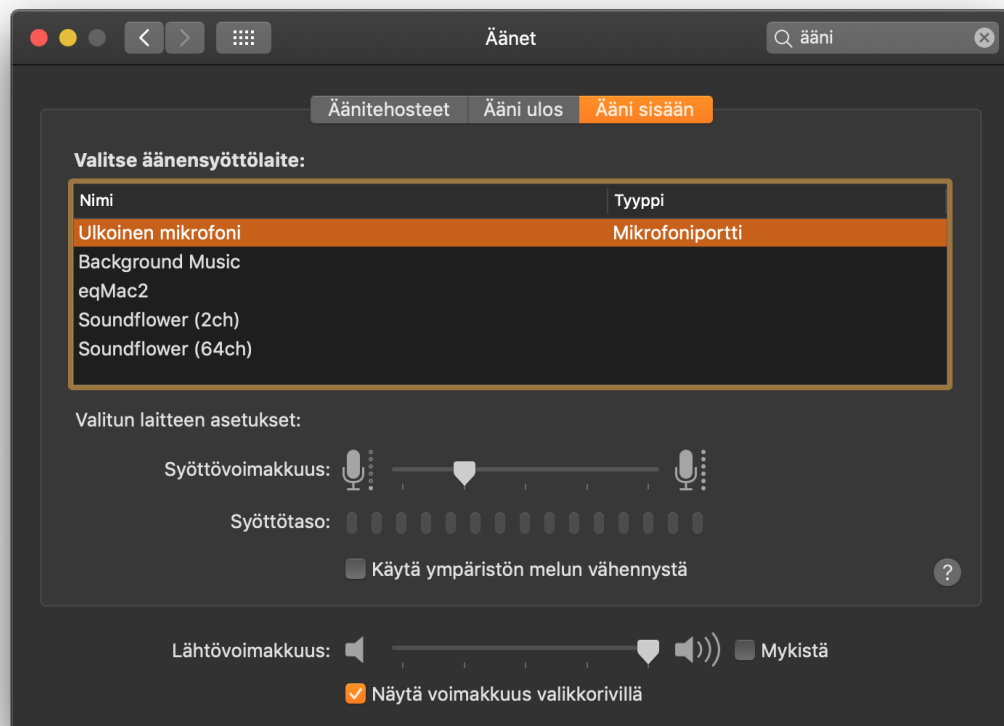 Äänet
ääni
Äänitehosteet Ääni ulos Ääni sisään
Valitse äänensyöttölaite:
Nimi Tyyppi
Ulkoinen mikrofoni Mikrofoniportti
Background Music
eqMac2
Soundflower (2ch)
Soundflower (64ch)
Valitun laitteen asetukset:
Syöttövoimakkuus:
Syöttötaso:
Käytä ympäristön melun vähennystä
?
Lähtövoimakkuus: Mykistä
Näytä voimakkuus valikkorivillä